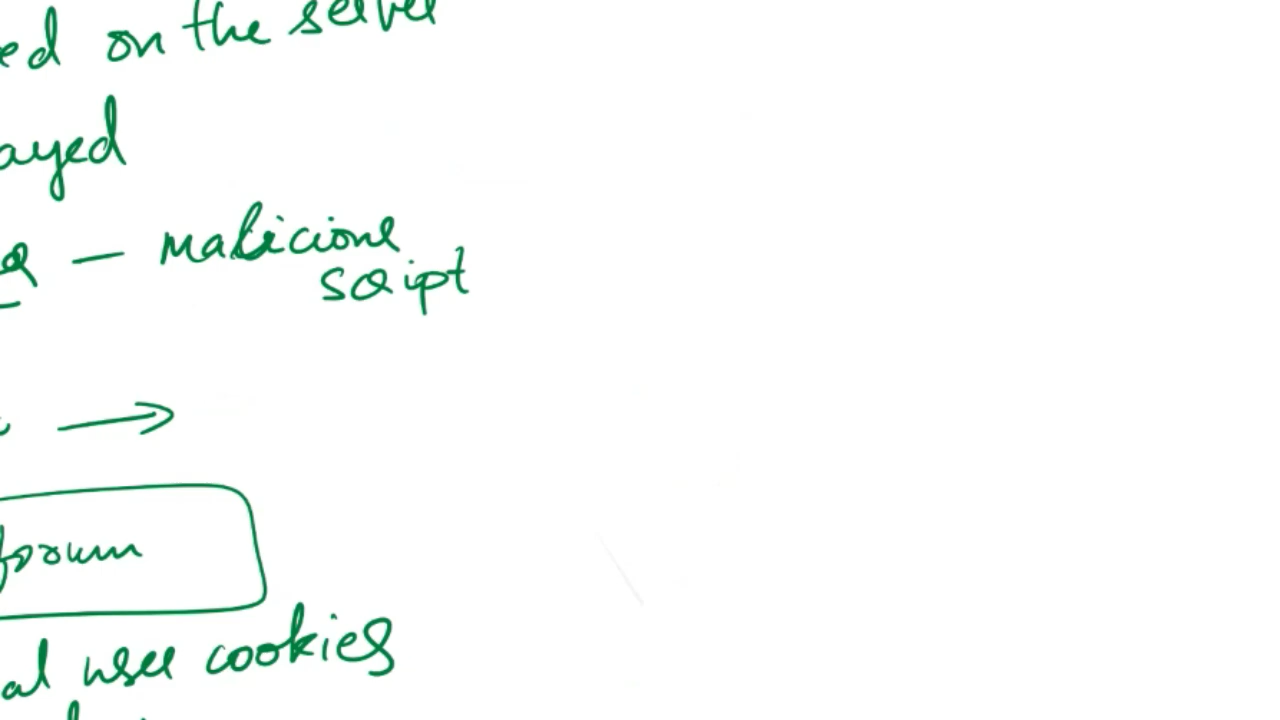 ed on the server
ayed
— malicious
script
→
forum
al user cookies